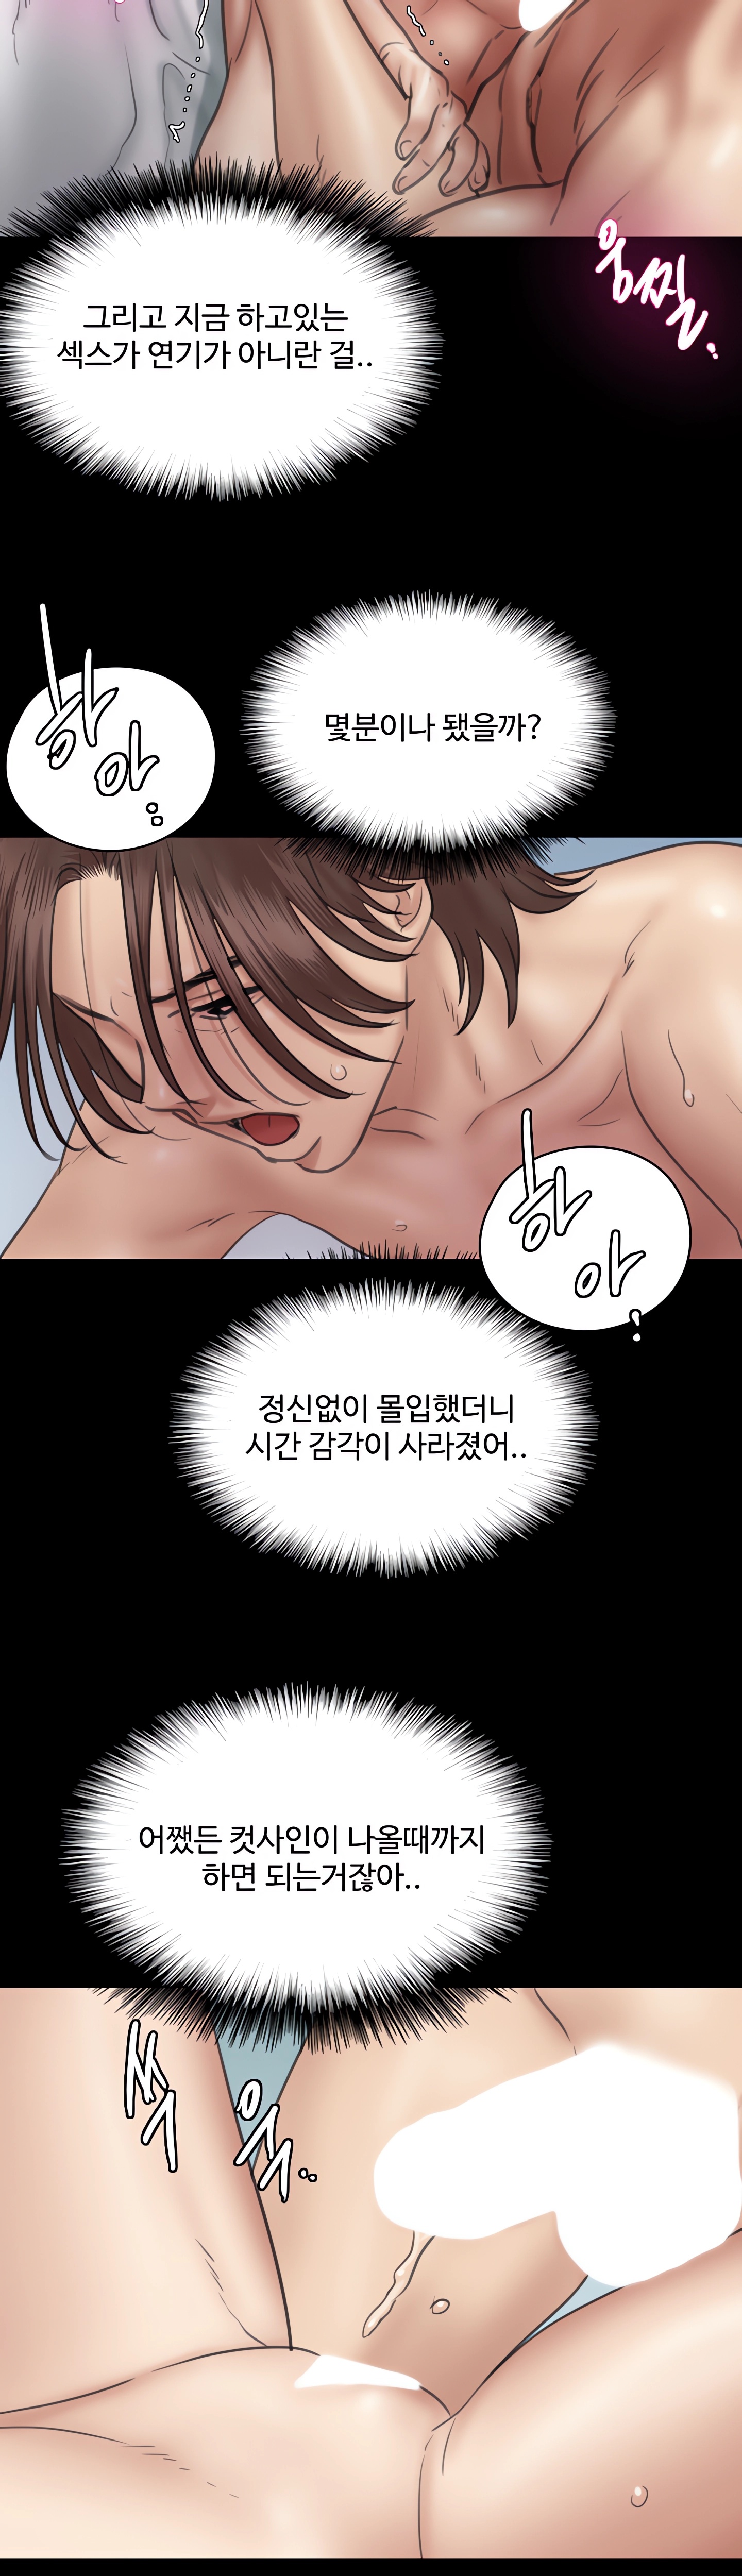 움찔
그리고 지금 하고있는
섹스가 연기가 아니란 걸..
몇분이나 됐을까?
하
아
정신없이 몰입했더니
시간 감각이 사라졌어..
하
아
어쨌든 컷사인이 나올때까지
하면 되는거잖아..
쓱
윽..